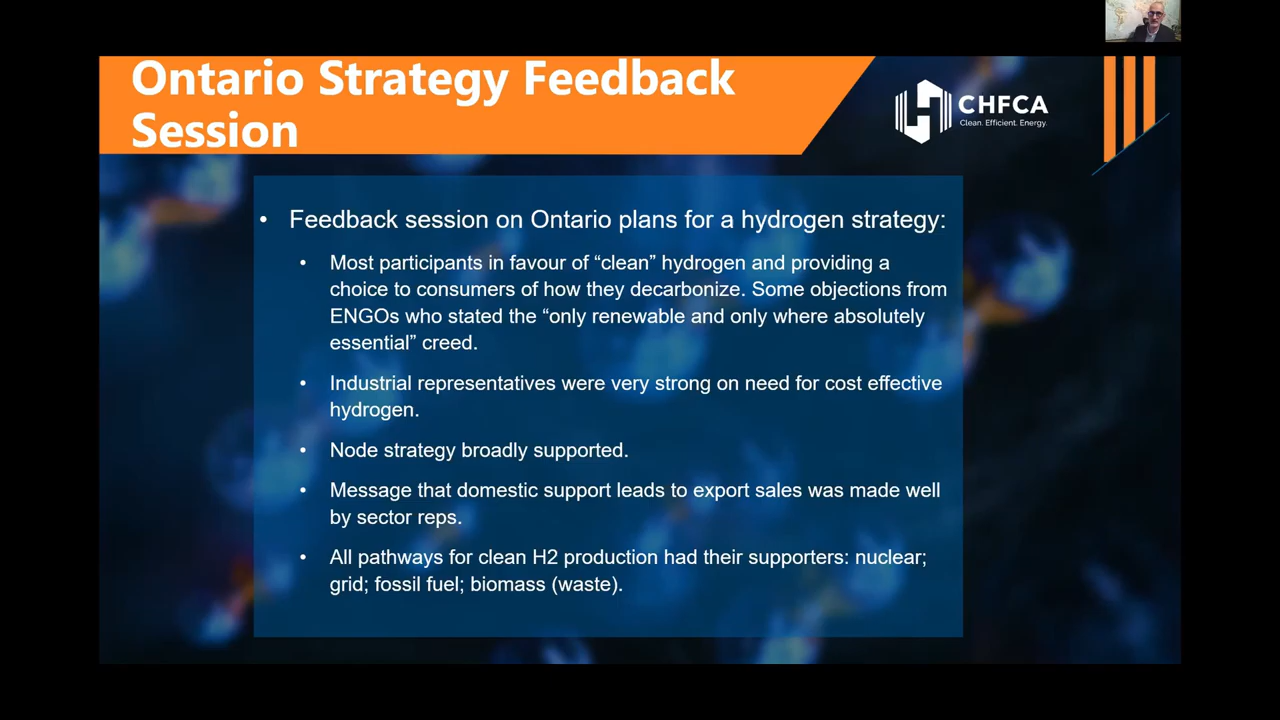 Ontario Strategy Feedback
Session
CHFCA
Clean. Efficient. Energy.
• Feedback session on Ontario plans for a hydrogen strategy:
• Most participants in favour of “clean” hydrogen and providing a
choice to consumers of how they decarbonize. Some objections from
ENGOs who stated the “only renewable and only where absolutely
essential” creed.
• Industrial representatives were very strong on need for cost effective
hydrogen.
• Node strategy broadly supported.
• Message that domestic support leads to export sales was made well
by sector reps.
• All pathways for clean H2 production had their supporters: nuclear;
grid; fossil fuel; biomass (waste).